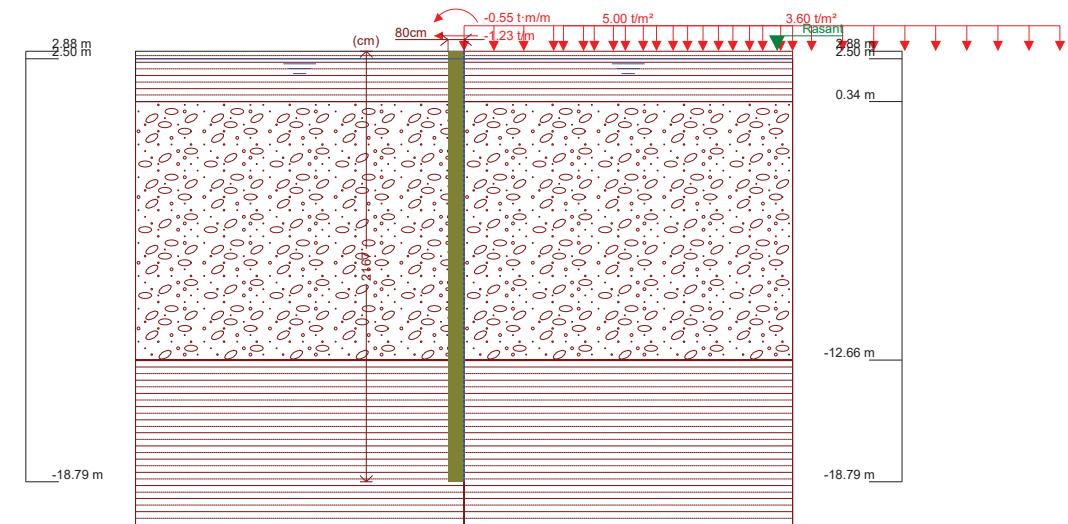 -0.55 t·m/m
5.00 t/m²
3.60 t/m²
80cm
-1.23 t/m
Rasant
(cm)
2.88 m
2.50 m
2.88 m
2.50 m
0.34 m
2167
-12.66 m
-18.79 m
-18.79 m